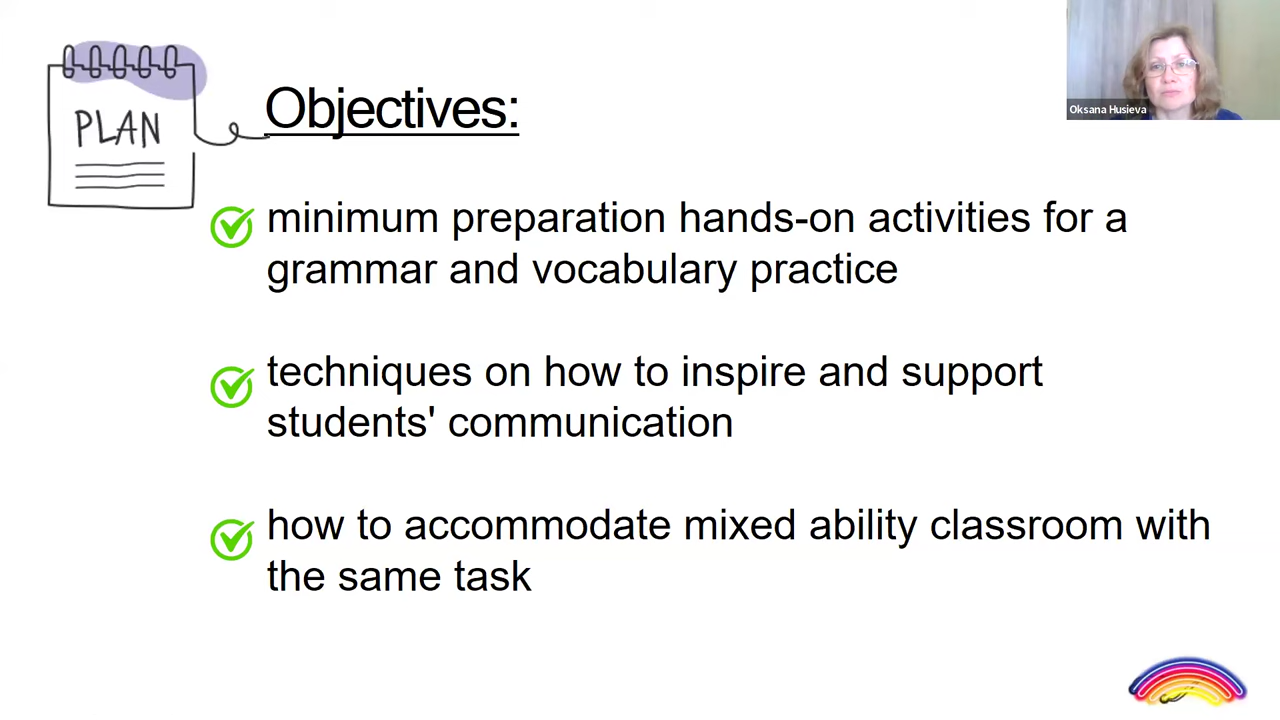 PLAN
Objectives:
Oksana Husieva
minimum preparation hands-on activities for a
grammar and vocabulary practice
techniques on how to inspire and support
students' communication
how to accommodate mixed ability classroom with
the same task